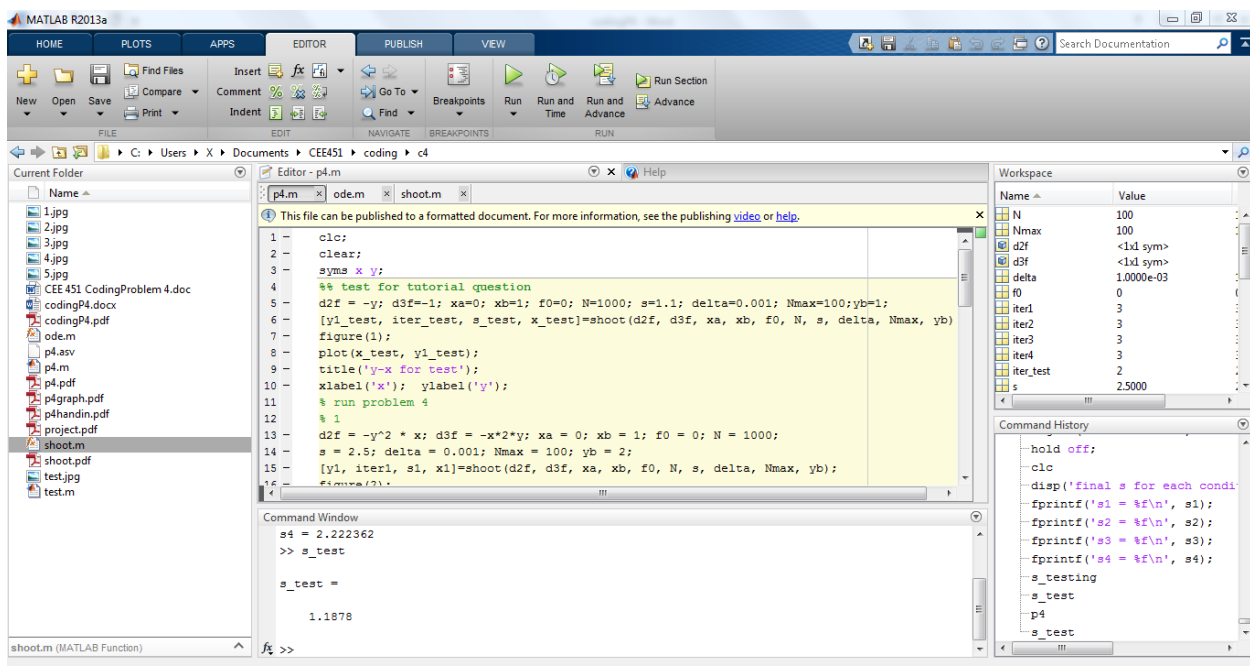 MATLAB R2013a
HOME PLOTS APPS EDITOR PUBLISH VIEW
Search Documentation
New Open Save
Find Files
Compare
Print
FILE
Insert fx
Comment
Indent
EDIT
Go To
Find
NAVIGATE
Breakpoints
BREAKPOINTS
Run
Run and Time
Run and Advance
Run Section
Advance
RUN
C: Users X Documents CEE451 coding c4
Current Folder
Name
1.jpg
2.jpg
3.jpg
4.jpg
5.jpg
CEE 451 CodingProblem 4.doc
codingP4.docx
codingP4.pdf
ode.m
p4.asv
p4.m
p4.pdf
p4graph.pdf
p4handin.pdf
project.pdf
shoot.m
shoot.pdf
test.jpg
test.m
shoot.m (MATLAB Function)
Editor - p4.m
Help
p4.m ode.m shoot.m
This file can be published to a formatted document. For more information, see the publishing video or help.
1 clc;
2 clear;
3 syms x y;
4 %% test for tutorial question
5 d2f = -y; d3f=-1; xa=0; xb=1; f0=0; N=1000; s=1.1; delta=0.001; Nmax=100;yb=1;
6 [y1_test, iter_test, s_test, x_test]=shoot(d2f, d3f, xa, xb, f0, N, s, delta, Nmax, yb)
7 figure(1);
8 plot(x_test, y1_test);
9 title('y-x for test');
10 xlabel('x'); ylabel('y');
11 % run problem 4
12 % 1
13 d2f = -y^2 * x; d3f = -x*2*y; xa = 0; xb = 1; f0 = 0; N = 1000;
14 s = 2.5; delta = 0.001; Nmax = 100; yb = 2;
15 [y1, iter1, s1, x1]=shoot(d2f, d3f, xa, xb, f0, N, s, delta, Nmax, yb);
16 figure(2);
Command Window
s4 = 2.222362
>> s_test
s_test =
1.1878
fx >>
Workspace
Name Value
N 100
Nmax 100
d2f <1x1 sym>
d3f <1x1 sym>
delta 1.0000e-03
f0 0
iter1 3
iter2 3
iter3 3
iter4 3
iter_test 2
s 2.5000
Command History
hold off;
clc
disp('final s for each condi
fprintf('s1 = %f\n', s1);
fprintf('s2 = %f\n', s2);
fprintf('s3 = %f\n', s3);
fprintf('s4 = %f\n', s4);
s_testing
s_test
p4
s_test